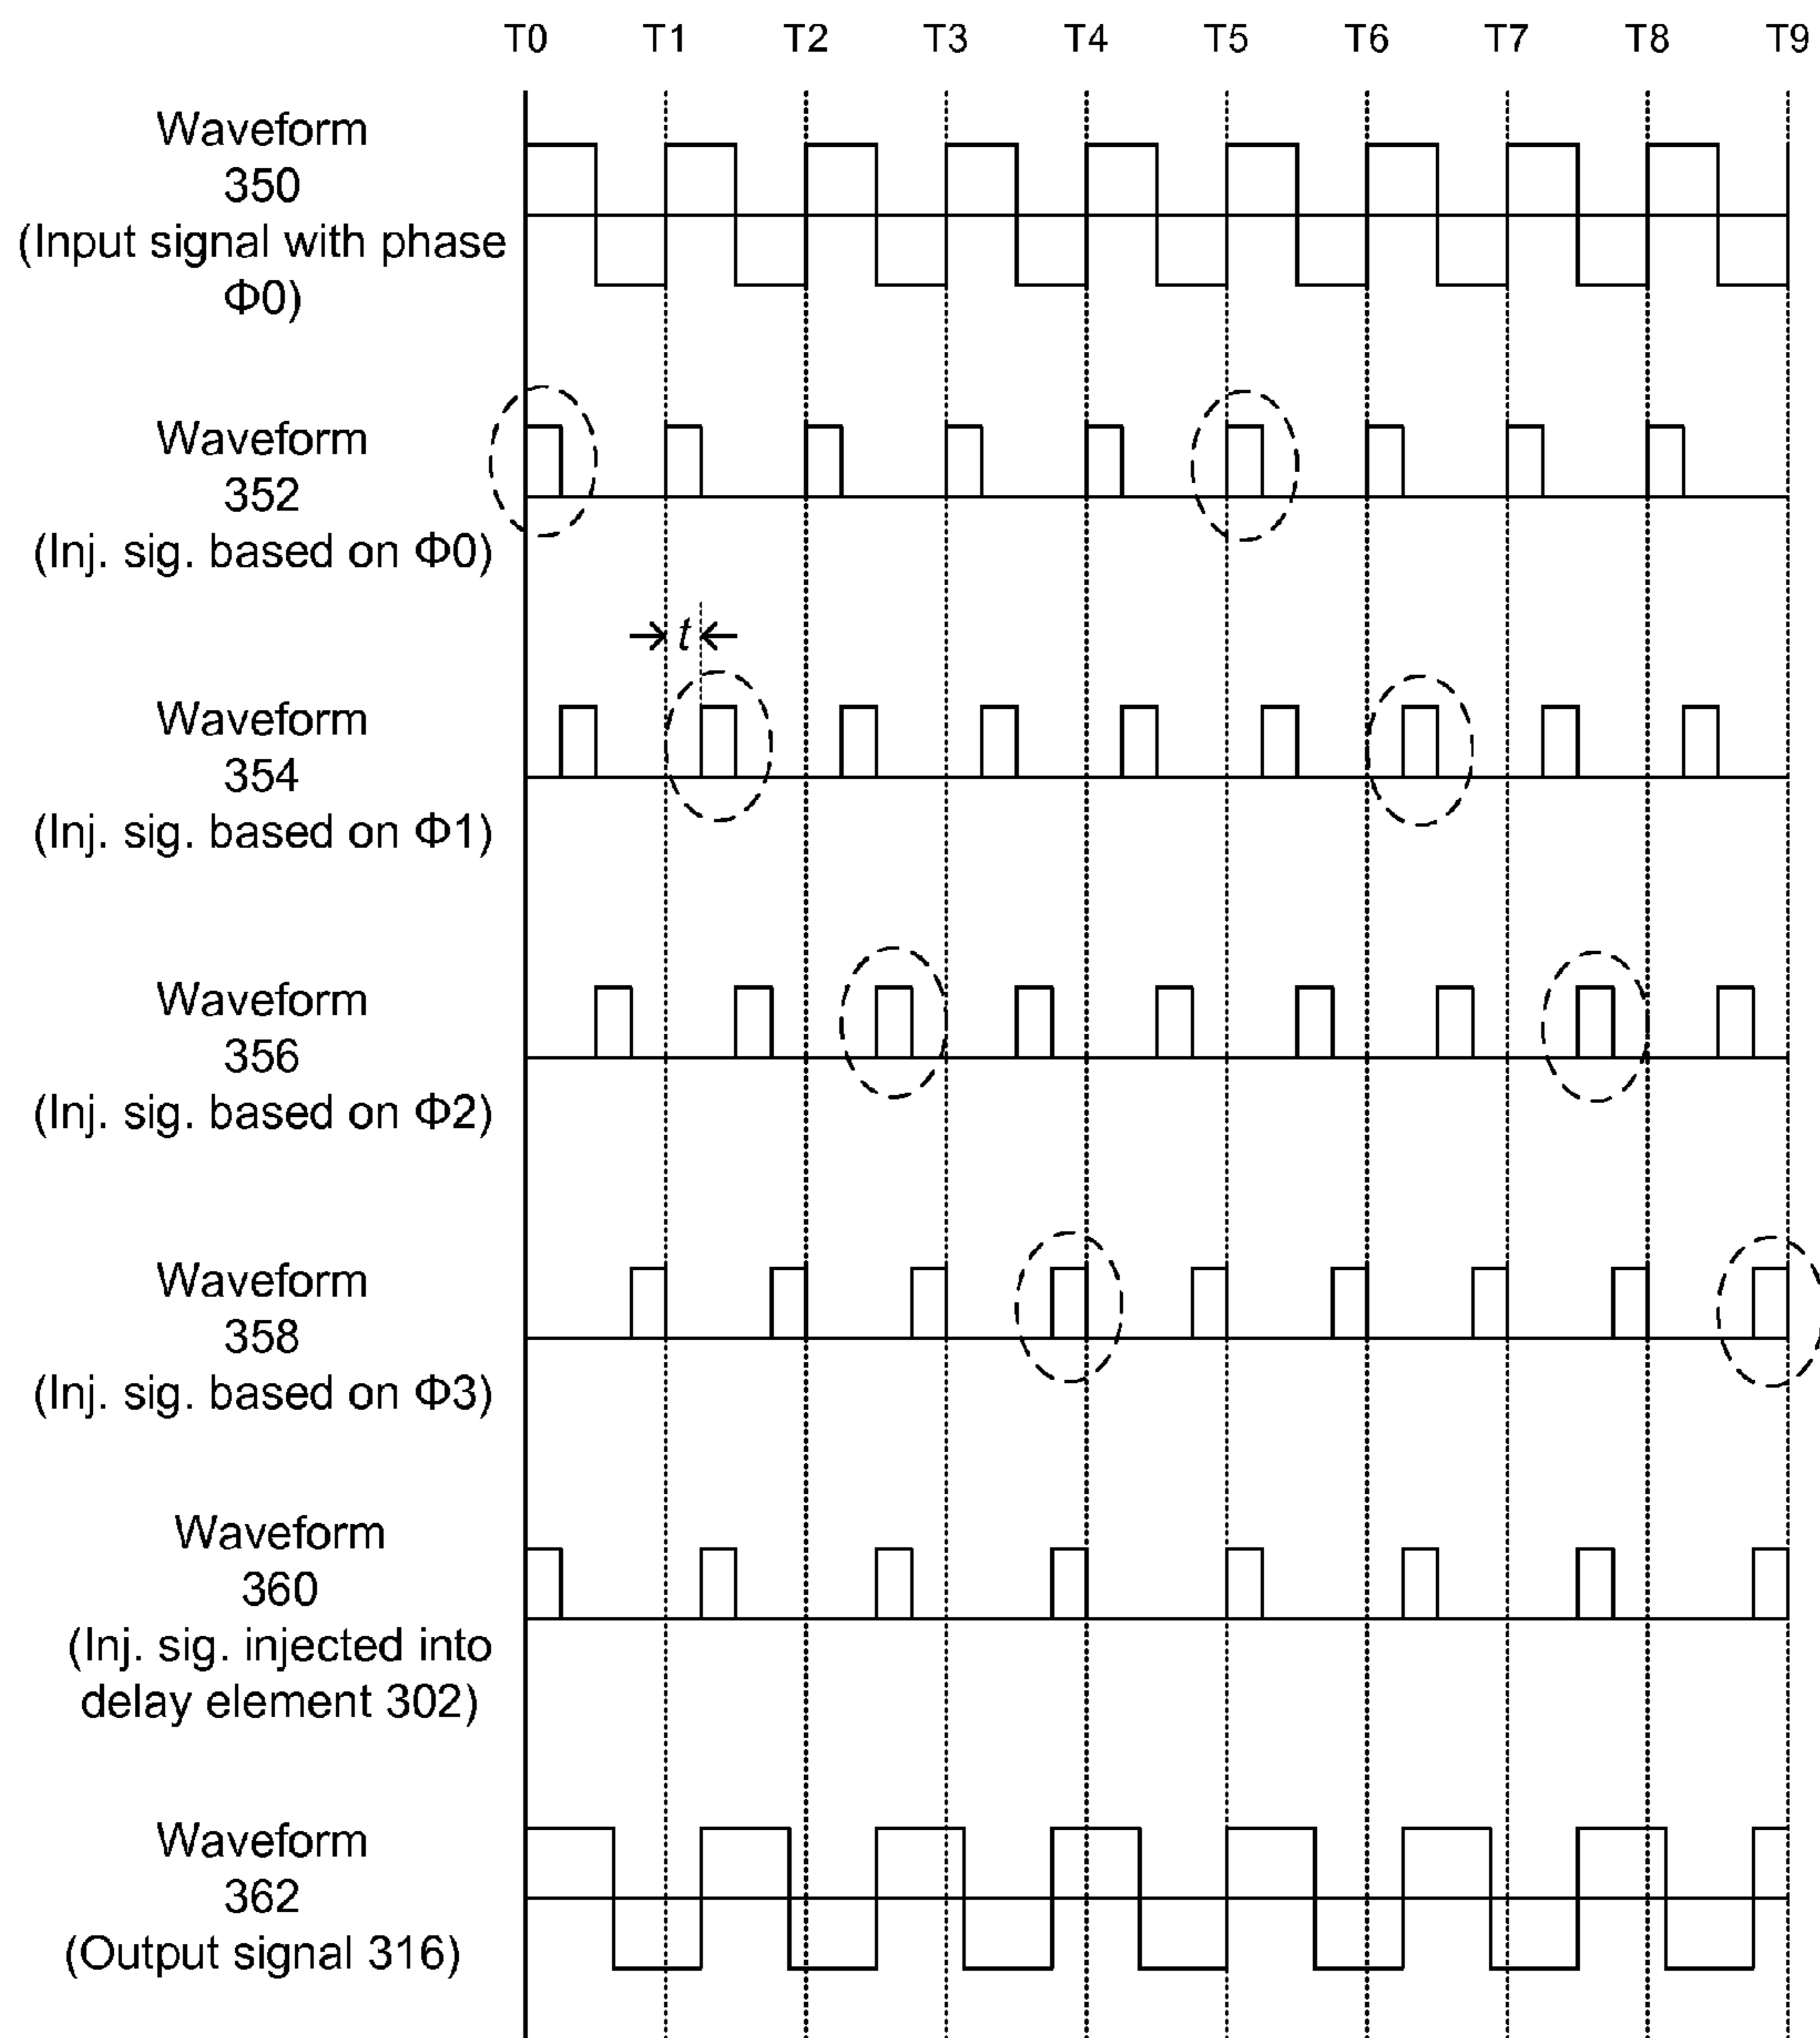 T0 T1 T2 T3 T4 T5 T6 T7 T8 T9
Waveform
350
(Input signal with phase
Φ0)
Waveform
352
(Inj. sig. based on Φ0)
t
Waveform
354
(Inj. sig. based on Φ1)
Waveform
356
(Inj. sig. based on Φ2)
Waveform
358
(Inj. sig. based on Φ3)
Waveform
360
(Inj. sig. injected into
delay element 302)
Waveform
362
(Output signal 316)